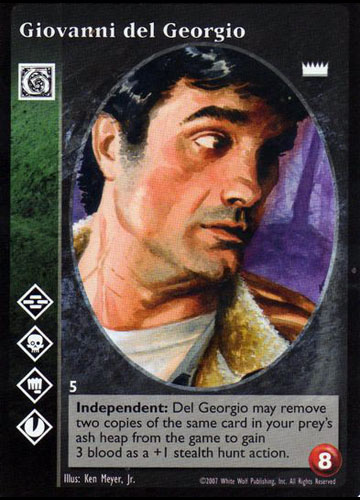 Giovanni del Georgio
5
Independent: Del Georgio may remove
two copies of the same card in your prey's
ash heap from the game to gain
3 blood as a +1 stealth hunt action.
8
Illus: Ken Meyer, Jr.
©2007 White Wolf Publishing, Inc. All Rights Reserved